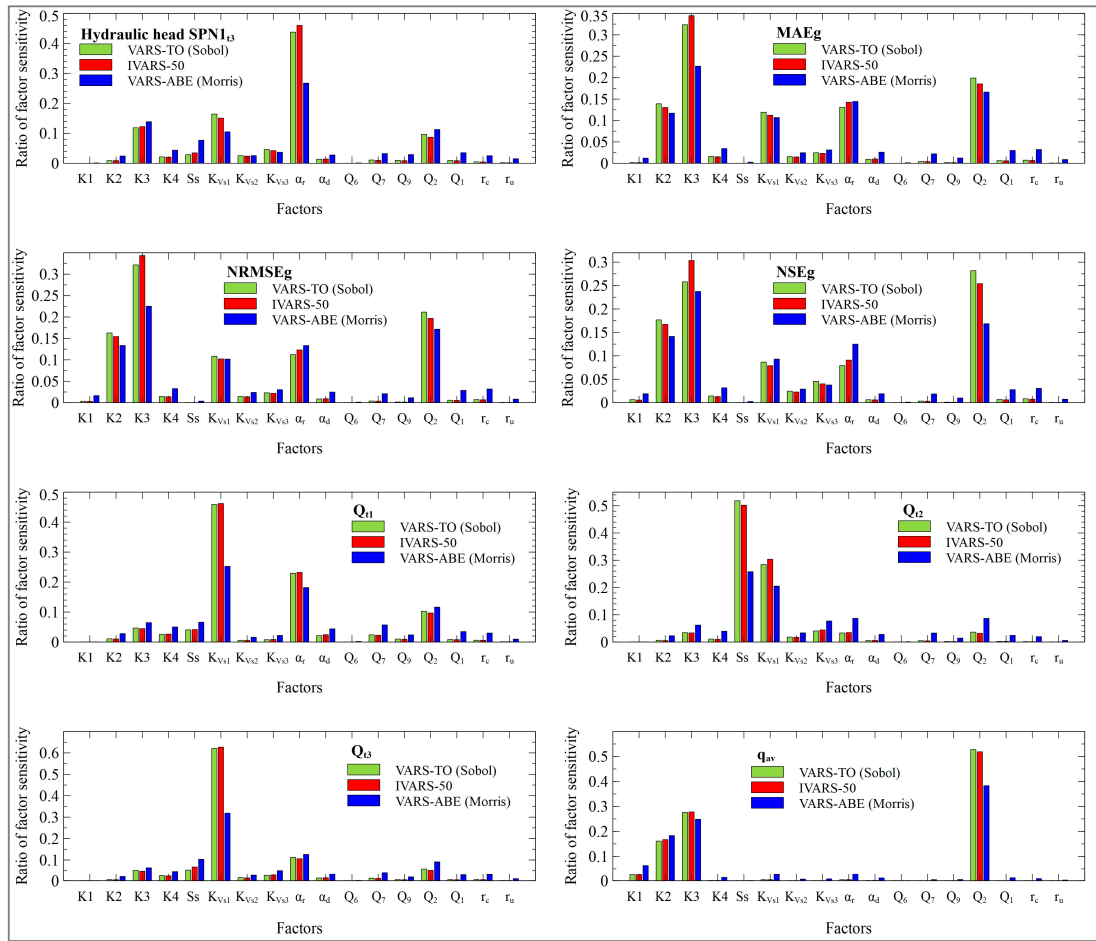 Hydraulic head SPN1t3
VARS-TO (Sobol)
IVARS-50
VARS-ABE (Morris)
Ratio of factor sensitivity
0.5
0.4
0.3
0.2
0.1
0
K1 K2 K3 K4 Ss KVs1 KVs2 KVs3 αr αd Q6 Q7 Q9 Q2 Q1 rc ru
Factors
MAEg
VARS-TO (Sobol)
IVARS-50
VARS-ABE (Morris)
Ratio of factor sensitivity
0.35
0.3
0.25
0.2
0.15
0.1
0.05
0
K1 K2 K3 K4 Ss KVs1 KVs2 KVs3 αr αd Q6 Q7 Q9 Q2 Q1 rc ru
Factors
NRMSEg
VARS-TO (Sobol)
IVARS-50
VARS-ABE (Morris)
Ratio of factor sensitivity
0.3
0.25
0.2
0.15
0.1
0.05
0
K1 K2 K3 K4 Ss KVs1 KVs2 KVs3 αr αd Q6 Q7 Q9 Q2 Q1 rc ru
Factors
NSEg
VARS-TO (Sobol)
IVARS-50
VARS-ABE (Morris)
Ratio of factor sensitivity
0.3
0.25
0.2
0.15
0.1
0.05
0
K1 K2 K3 K4 Ss KVs1 KVs2 KVs3 αr αd Q6 Q7 Q9 Q2 Q1 rc ru
Factors
Qt1
VARS-TO (Sobol)
IVARS-50
VARS-ABE (Morris)
Ratio of factor sensitivity
0.5
0.4
0.3
0.2
0.1
0
K1 K2 K3 K4 Ss KVs1 KVs2 KVs3 αr αd Q6 Q7 Q9 Q2 Q1 rc ru
Factors
Qt2
VARS-TO (Sobol)
IVARS-50
VARS-ABE (Morris)
Ratio of factor sensitivity
0.5
0.4
0.3
0.2
0.1
0
K1 K2 K3 K4 Ss KVs1 KVs2 KVs3 αr αd Q6 Q7 Q9 Q2 Q1 rc ru
Factors
Qt3
VARS-TO (Sobol)
IVARS-50
VARS-ABE (Morris)
Ratio of factor sensitivity
0.6
0.5
0.4
0.3
0.2
0.1
0
K1 K2 K3 K4 Ss KVs1 KVs2 KVs3 αr αd Q6 Q7 Q9 Q2 Q1 rc ru
Factors
qav
VARS-TO (Sobol)
IVARS-50
VARS-ABE (Morris)
Ratio of factor sensitivity
0.5
0.4
0.3
0.2
0.1
0
K1 K2 K3 K4 Ss KVs1 KVs2 KVs3 αr αd Q6 Q7 Q9 Q2 Q1 rc ru
Factors